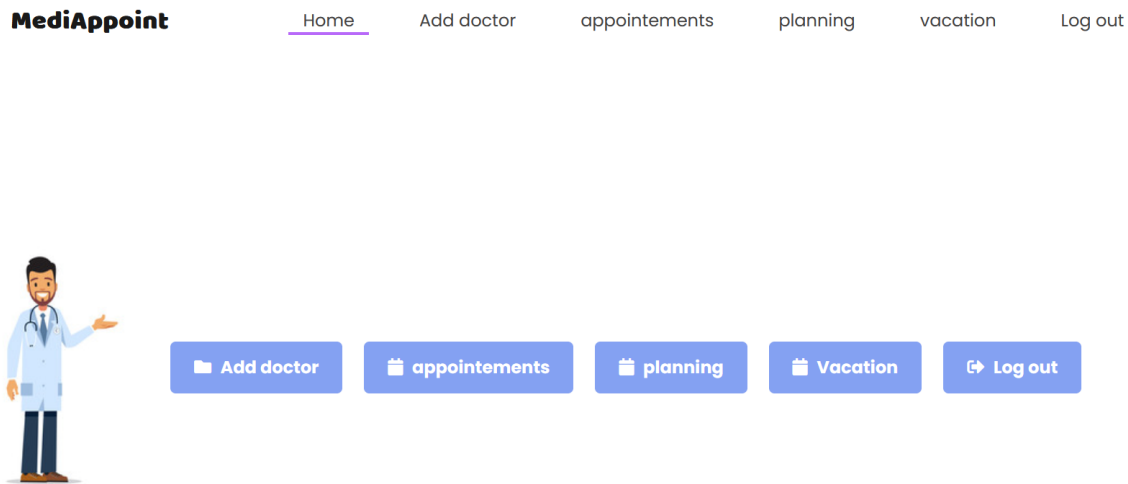 MediAppoint Home Add doctor appointements planning vacation Log out
Add doctor appointements planning Vacation Log out